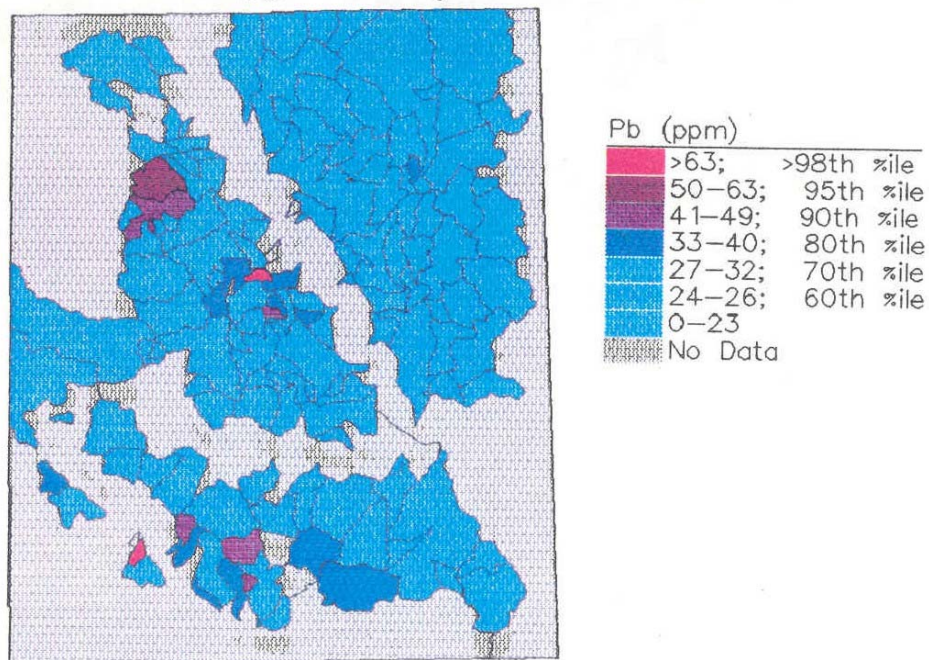 Pb (ppm)
>63; >98th %ile
50–63; 95th %ile
41–49; 90th %ile
33–40; 80th %ile
27–32; 70th %ile
24–26; 60th %ile
0–23
No Data